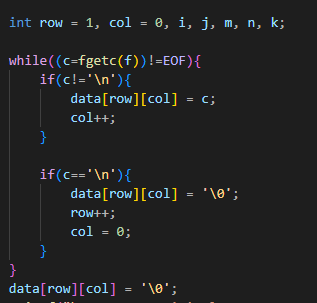 int row = 1, col = 0, i, j, m, n, k;
while((c=fgetc(f))!=EOF){
if(c!='\n'){
data[row][col] = c;
col++;
}
if(c=='\n'){
data[row][col] = '\0';
row++;
col = 0;
}
}
data[row][col] = '\0';